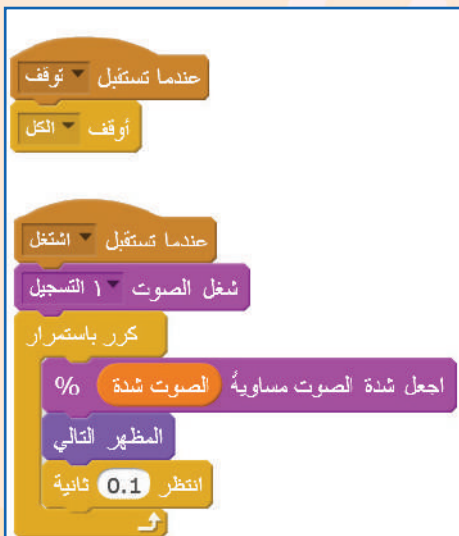 عندما تستقبل توقف
أوقف الكل
عندما تستقبل اشتغل
شغل الصوت ١ التسجيل
كرر باستمرار
اجعل شدة الصوت مساويةً الصوت شدة %
المظهر التالي
انتظر 0.1 ثانية